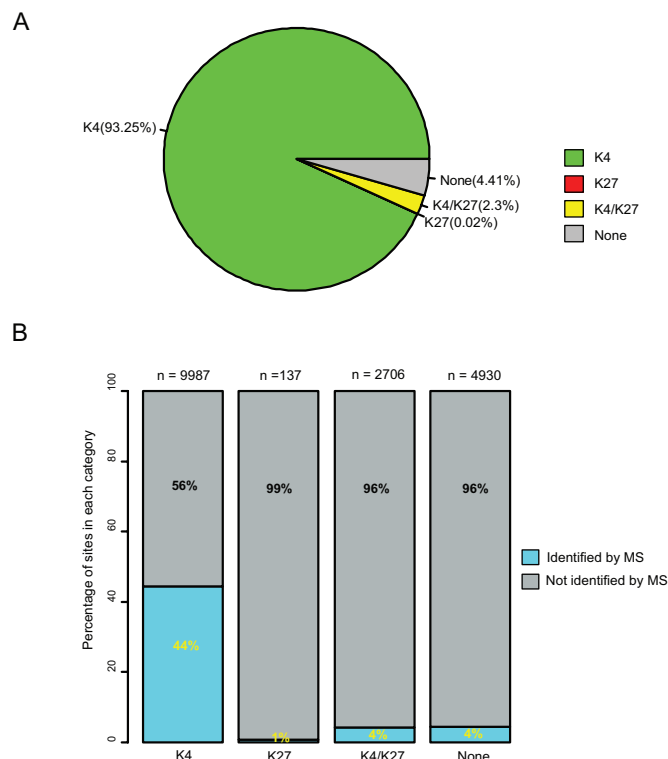 A
K4(93.25%)
None(4.41%)
K4/K27(2.3%)
K27(0.02%)
K4
K27
K4/K27
None
B
n = 9987
n =137
n = 2706
n = 4930
Percentage of sites in each category
100
80
60
40
20
0
56%
99%
96%
96%
44%
1%
4%
4%
Identified by MS
Not identified by MS
K4
K27
K4/K27
None